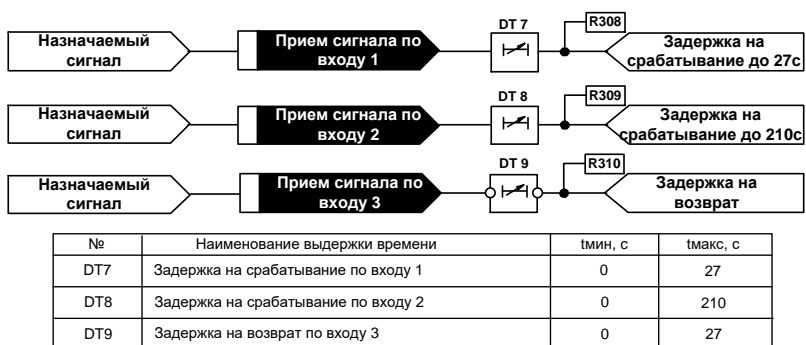 DT 7
R308
Назначаемый
сигнал
Прием сигнала по
входу 1
Задержка на
срабатывание до 27с
DT 8
R309
Назначаемый
сигнал
Прием сигнала по
входу 2
Задержка на
срабатывание до 210с
DT 9
R310
Назначаемый
сигнал
Прием сигнала по
входу 3
Задержка на
возврат
№ Наименование выдержки времени tмин, с tмакс, с
DT7 Задержка на срабатывание по входу 1 0 27
DT8 Задержка на срабатывание по входу 2 0 210
DT9 Задержка на возврат по входу 3 0 27